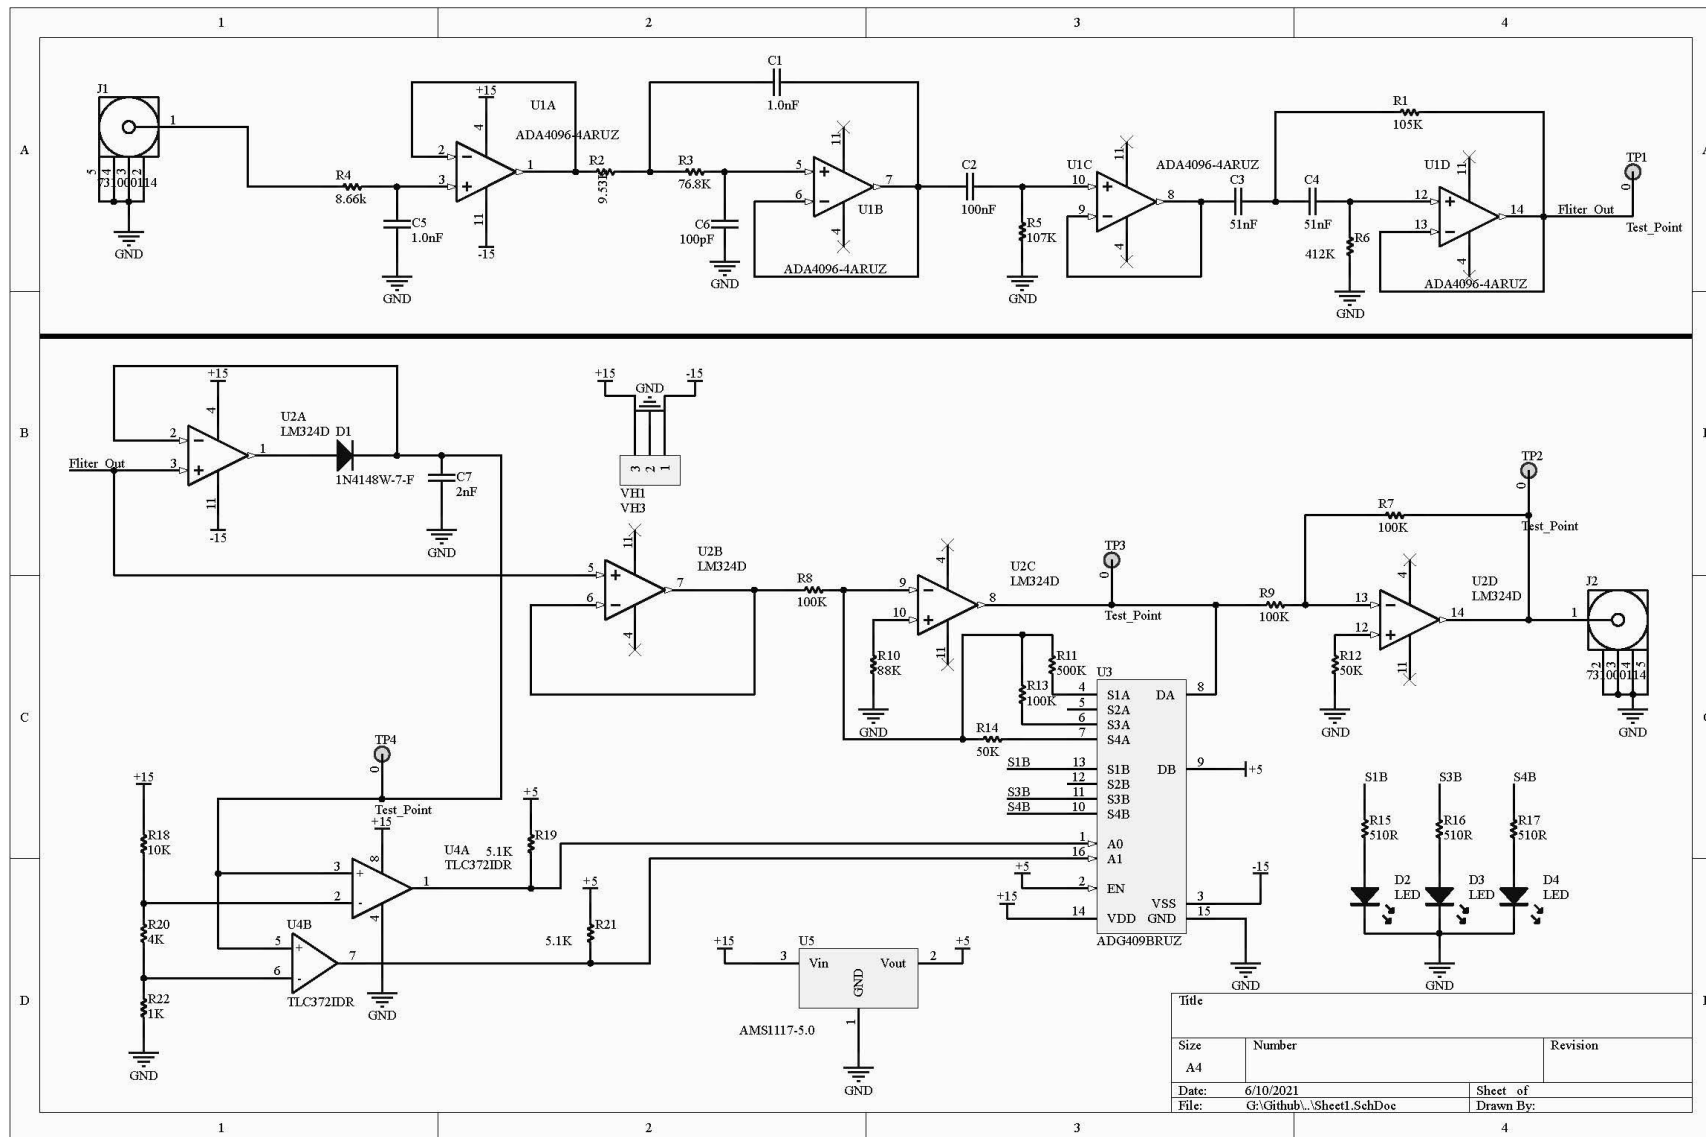 1 2 3 4
A
B
C
D
J1
1
5 4 3 2
731000114
GND
R4
8.66k
C5
1.0nF
GND
+15
4
U1A
ADA4096-4ARUZ
2
3
1
11
-15
R2
9.53K
C1
1.0nF
R3
76.8K
C6
100pF
GND
11
5
6
7
4
U1B
ADA4096-4ARUZ
C2
100nF
R5
107K
GND
U1C
ADA4096-4ARUZ
11
10
9
8
4
C3
51nF
C4
51nF
R1
105K
R6
412K
GND
U1D
11
12
13
14
4
ADA4096-4ARUZ
Fliter_Out
TP1
0
Test_Point
Fliter_Out
+15
4
2
3
1
11
-15
U2A
LM324D
D1
1N4148W-7-F
C7
2nF
GND
+15
GND
-15
3 2 1
VH1
VH3
U2B
LM324D
11
5
6
7
4
R8
100K
U2C
LM324D
4
9
10
8
11
R10
88K
GND
TP3
0
Test_Point
R9
100K
R7
100K
TP2
0
Test_Point
U2D
LM324D
4
13
12
14
11
R12
50K
GND
J2
1
2 3 4 5
731000114
GND
R11
500K
R13
100K
R14
50K
U3
4 S1A DA 8
5 S2A
6 S3A
7 S4A
S1B 13 S1B DB 9 +5
12 S2B
S3B 11 S3B
S4B 10 S4B
1 A0
16 A1
+5 2 EN
-15
VSS 3
+15 14 VDD GND 15
ADG409BRUZ
GND
S1B S3B S4B
R15
510R
R16
510R
R17
510R
D2
LED
D3
LED
D4
LED
GND
TP4
0
Test_Point
+15
R18
10K
R20
4K
R22
1K
GND
+15
8
3
2
1
4
U4A
TLC372IDR
GND
U4B
5
6
7
TLC372IDR
+5
R19
5.1K
+5
R21
5.1K
U5
+15 3 Vin Vout 2 +5
GND
1
AMS1117-5.0
GND
Title
Size
A4
Number
Revision
Date: 6/10/2021 Sheet of
File: G:\Github\..\Sheet1.SchDoc Drawn By:
1 2 3 4